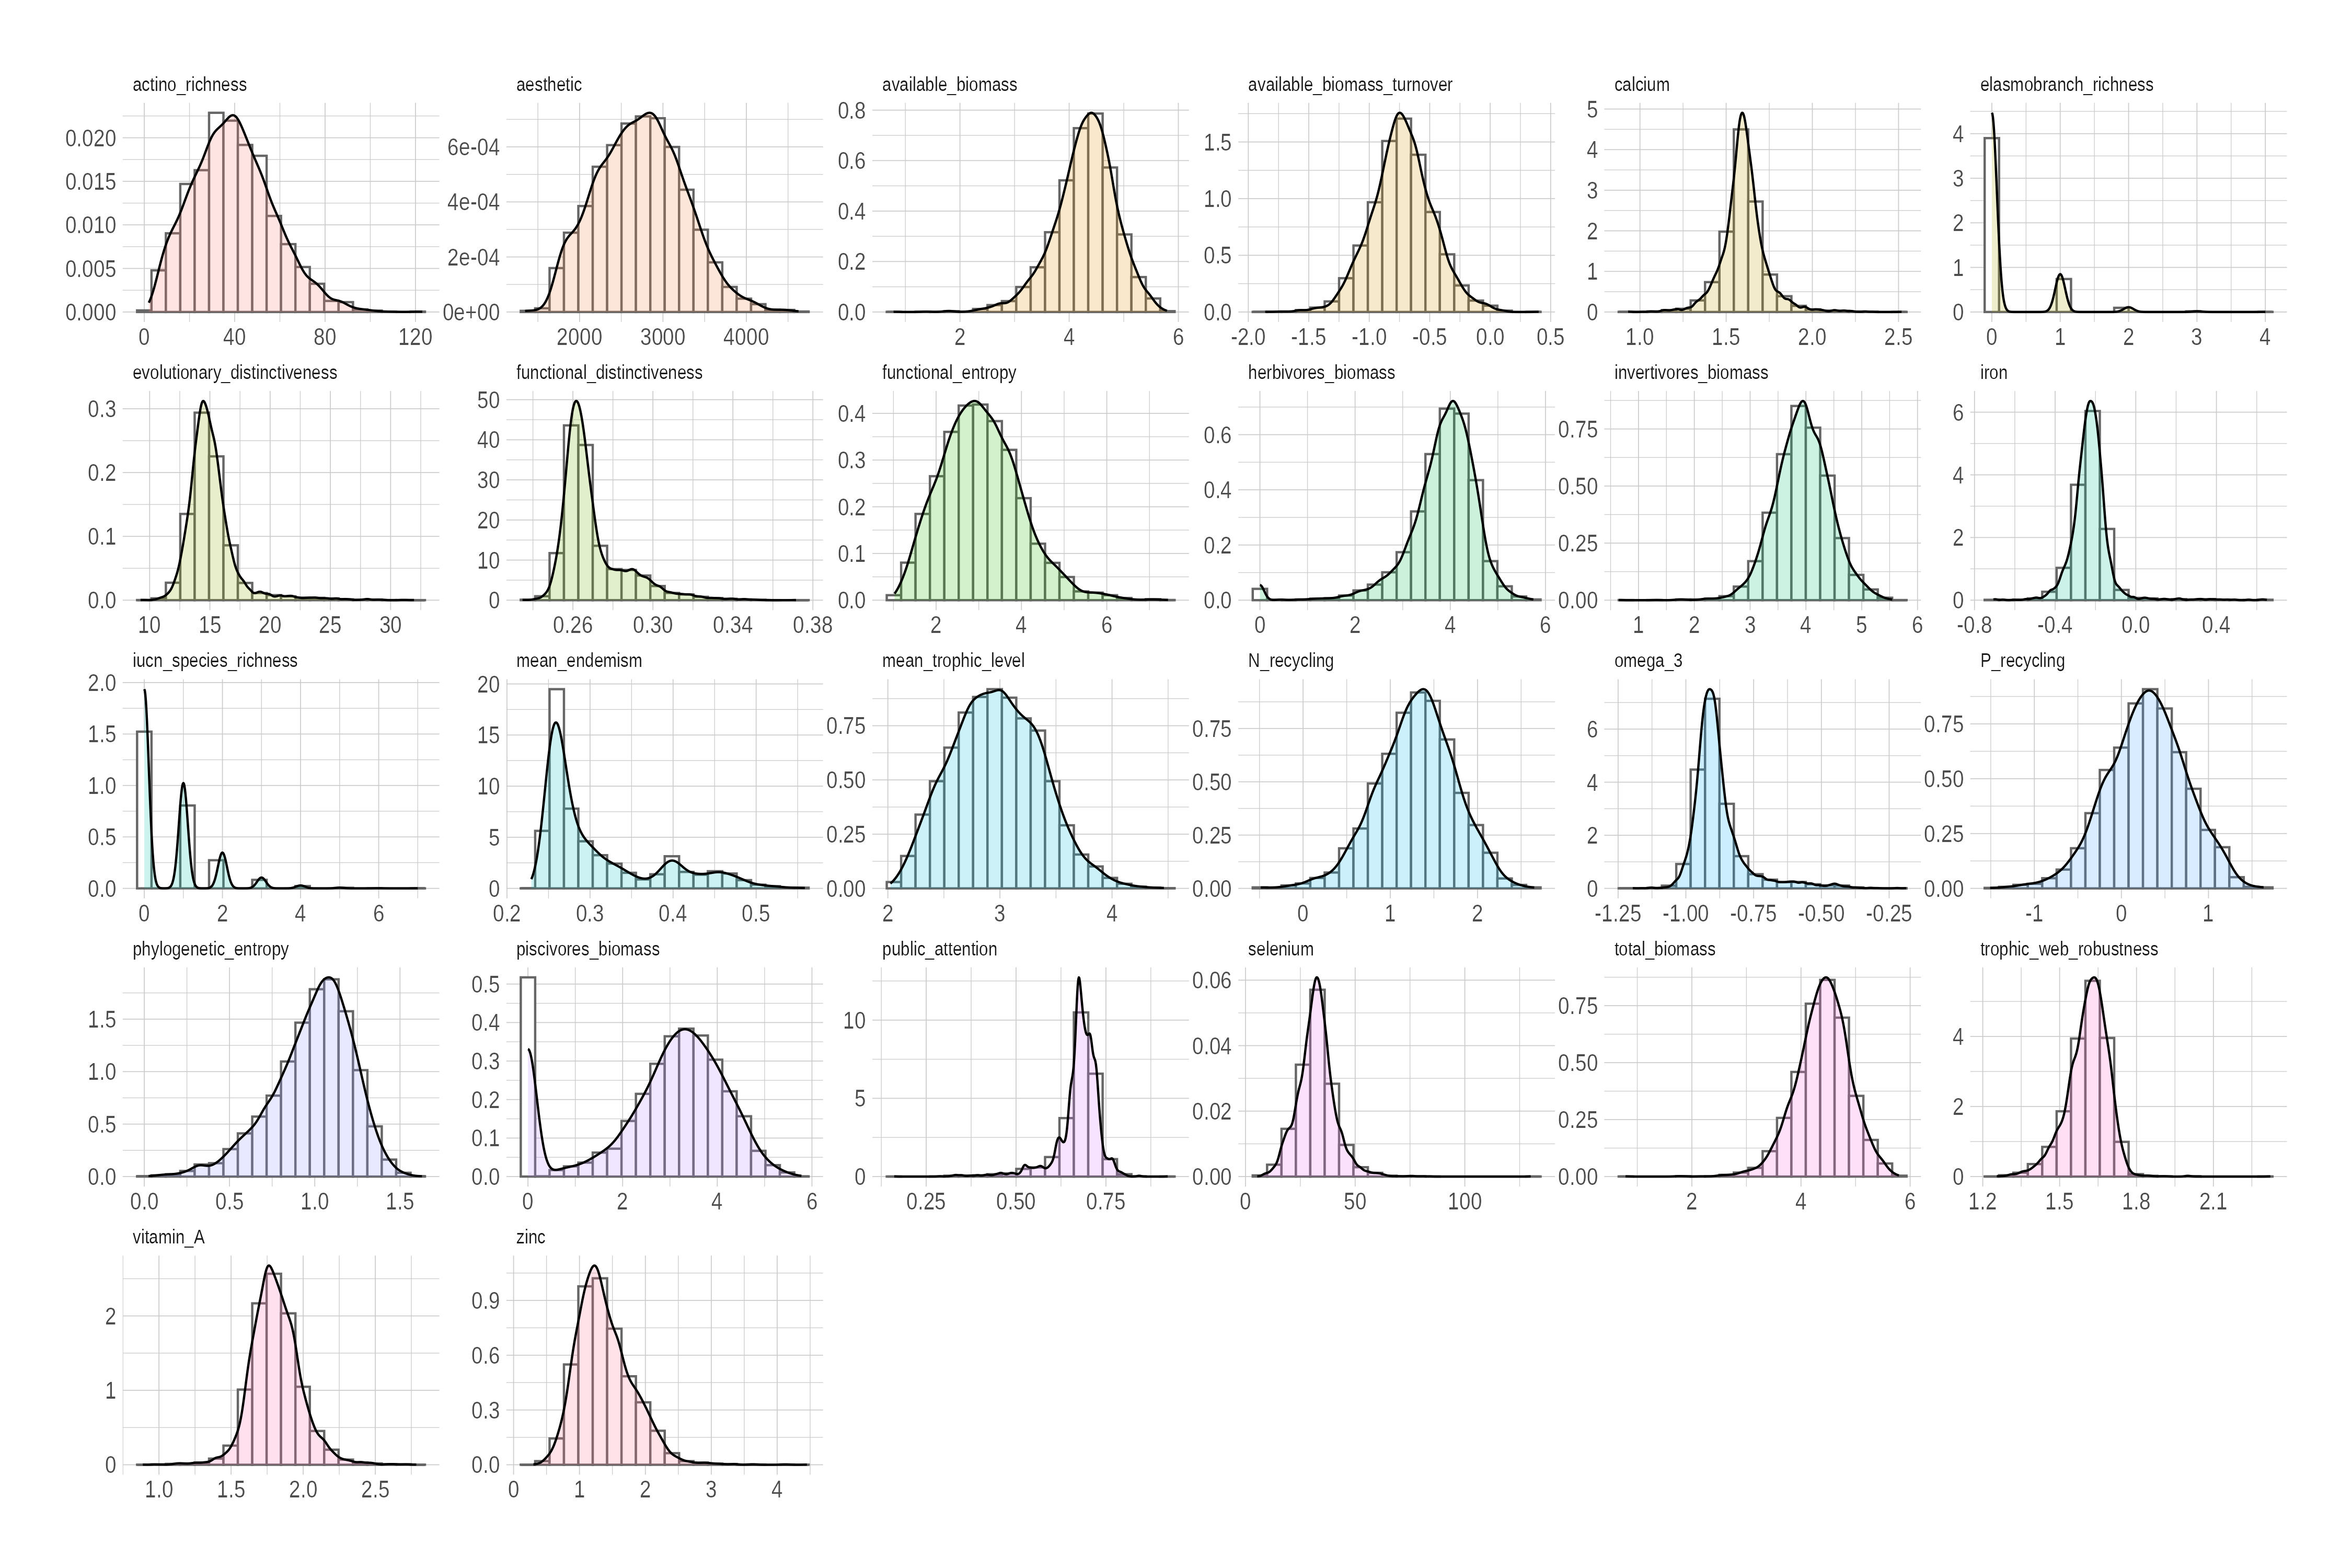 actino_richness aesthetic available_biomass available_biomass_turnover calcium elasmobranch_richness
0.020 0.015 0.010 0.005 0.000 6e-04 4e-04 2e-04 0e+00 0.8 0.6 0.4 0.2 0.0 1.5 1.0 0.5 0.0 5 4 3 2 1 0 4 3 2 1 0
0 40 80 120 2000 3000 4000 2 4 6 -2.0 -1.5 -1.0 -0.5 0.0 0.5 1.0 1.5 2.0 2.5 0 1 2 3 4
evolutionary_distinctiveness functional_distinctiveness functional_entropy herbivores_biomass invertivores_biomass iron
0.3 0.2 0.1 0.0 50 40 30 20 10 0 0.4 0.3 0.2 0.1 0.0 0.6 0.4 0.2 0.0 0.75 0.50 0.25 0.00 6 4 2 0
10 15 20 25 30 0.26 0.30 0.34 0.38 2 4 6 0 2 4 6 1 2 3 4 5 6 -0.8 -0.4 0.0 0.4
iucn_species_richness mean_endemism mean_trophic_level N_recycling omega_3 P_recycling
2.0 1.5 1.0 0.5 0.0 20 15 10 5 0 0.75 0.50 0.25 0.00 0.75 0.50 0.25 0.00 6 4 2 0 0.75 0.50 0.25 0.00
0 2 4 6 0.2 0.3 0.4 0.5 2 3 4 0 1 2 -1.25 -1.00 -0.75 -0.50 -0.25 -1 0 1
phylogenetic_entropy piscivores_biomass public_attention selenium total_biomass trophic_web_robustness
1.5 1.0 0.5 0.0 0.5 0.4 0.3 0.2 0.1 0.0 10 5 0 0.06 0.04 0.02 0.00 0.75 0.50 0.25 0.00 4 2 0
0.0 0.5 1.0 1.5 0 2 4 6 0.25 0.50 0.75 0 50 100 2 4 6 1.2 1.5 1.8 2.1
vitamin_A zinc
2 1 0 0.9 0.6 0.3 0.0
1.0 1.5 2.0 2.5 0 1 2 3 4